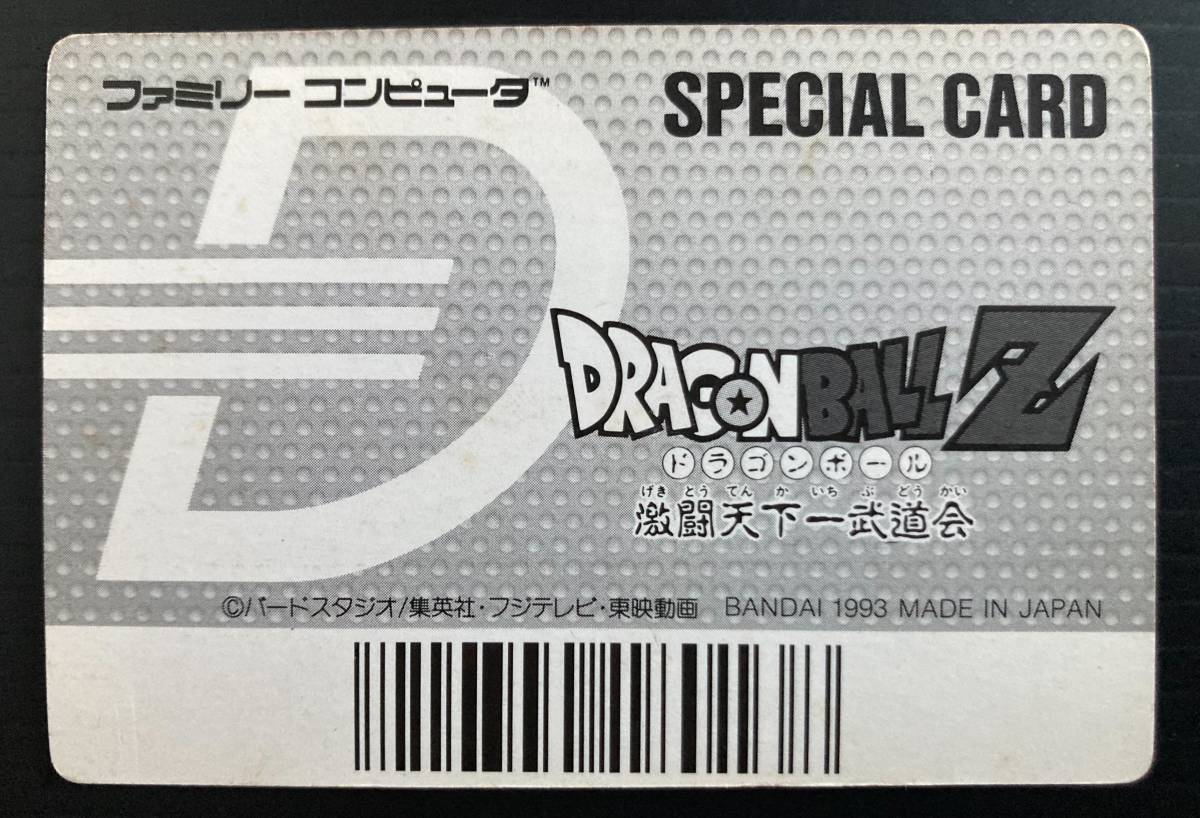 ファミリー コンピュータ™
SPECIAL CARD
DRAGONBALL Z
ドラゴンボール
げき とう てん か いち ぶ どう かい
激闘天下一武道会
©バードスタジオ/集英社・フジテレビ・東映動画 BANDAI 1993 MADE IN JAPAN